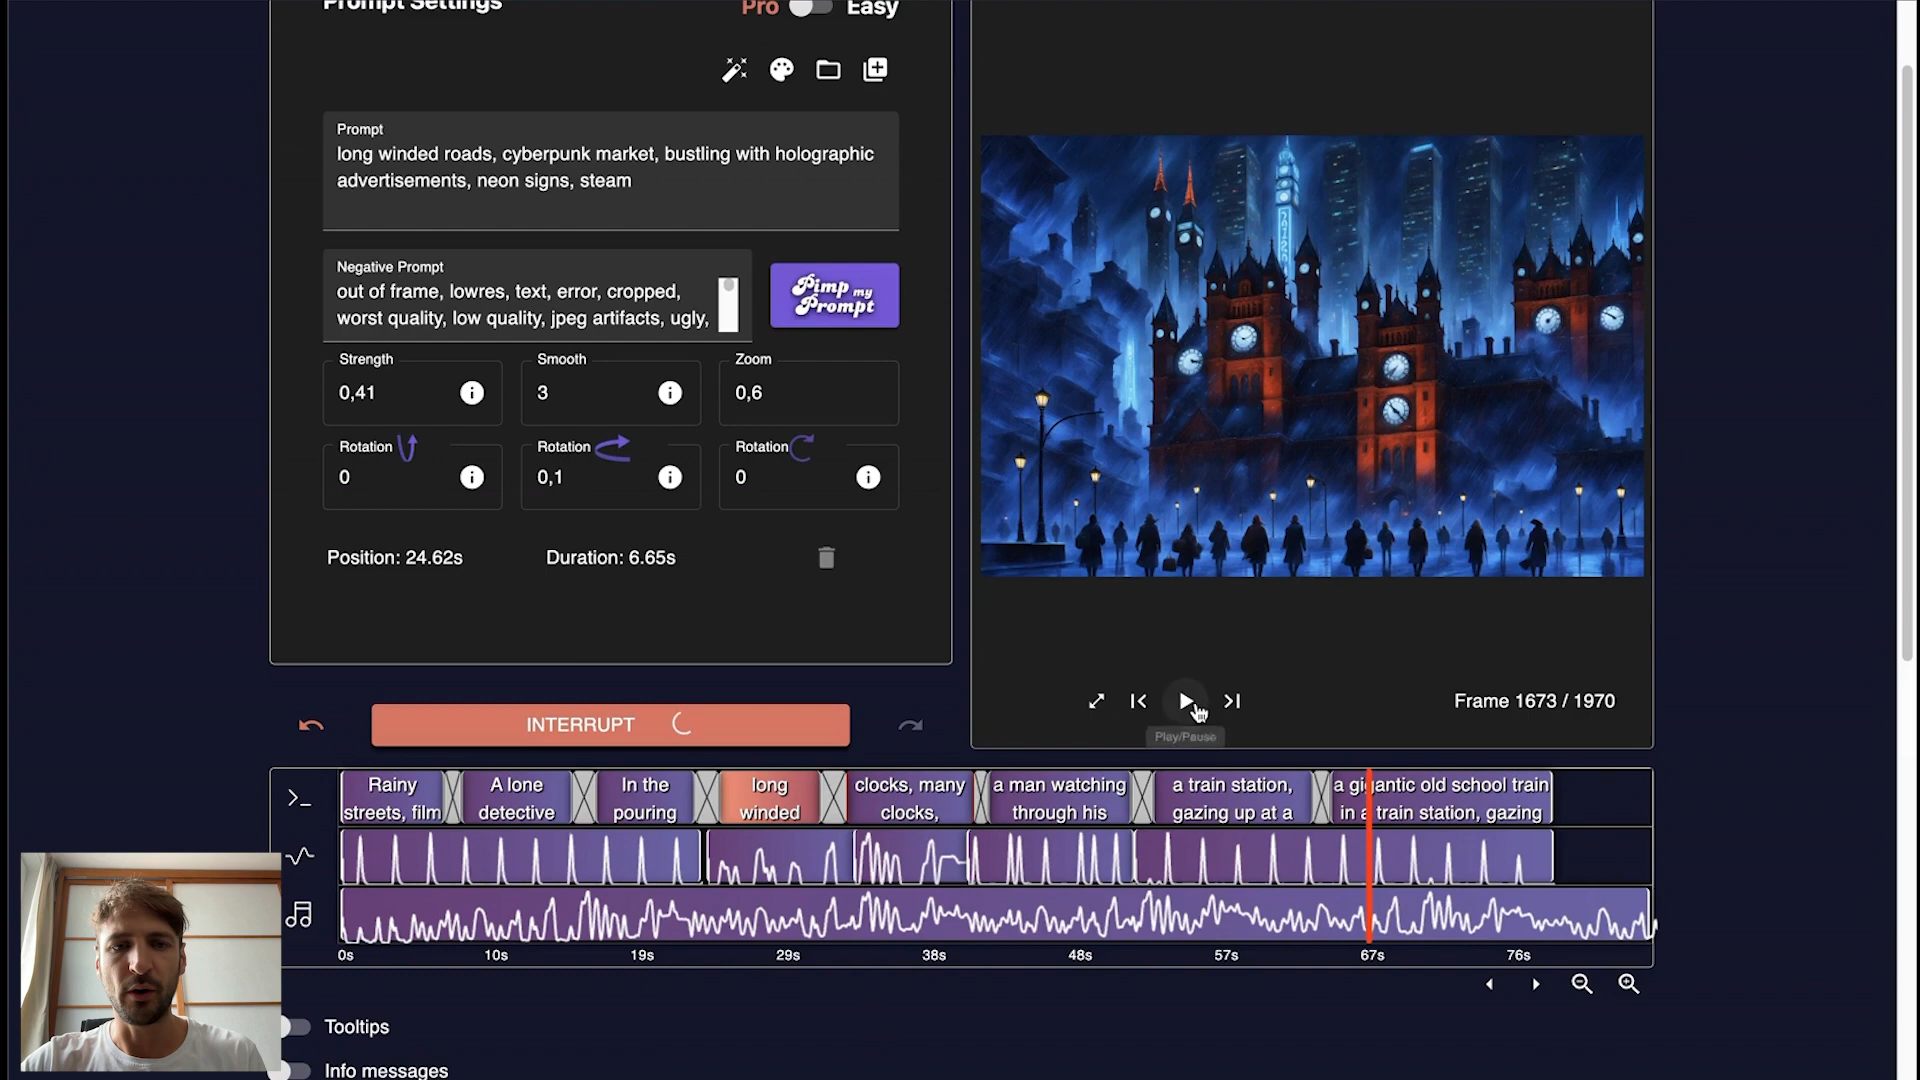 Prompt Settings
Pro
Easy
Prompt
long winded roads, cyberpunk market, bustling with holographic
advertisements, neon signs, steam
Negative Prompt
out of frame, lowres, text, error, cropped,
worst quality, low quality, jpeg artifacts, ugly,
Pimp my
Prompt
Strength
0,41
Smooth
3
Zoom
0,6
Rotation
0
Rotation
0,1
Rotation
0
Position: 24.62s
Duration: 6.65s
INTERRUPT
Play/Pause
Frame 1673 / 1970
Rainy
streets, film
A lone
detective
In the
pouring
long
winded
clocks, many
clocks,
a man watching
through his
a train station,
gazing up at a
a gigantic old school train
in a train station, gazing
0s
10s
19s
29s
38s
48s
57s
67s
76s
Tooltips
Info messages